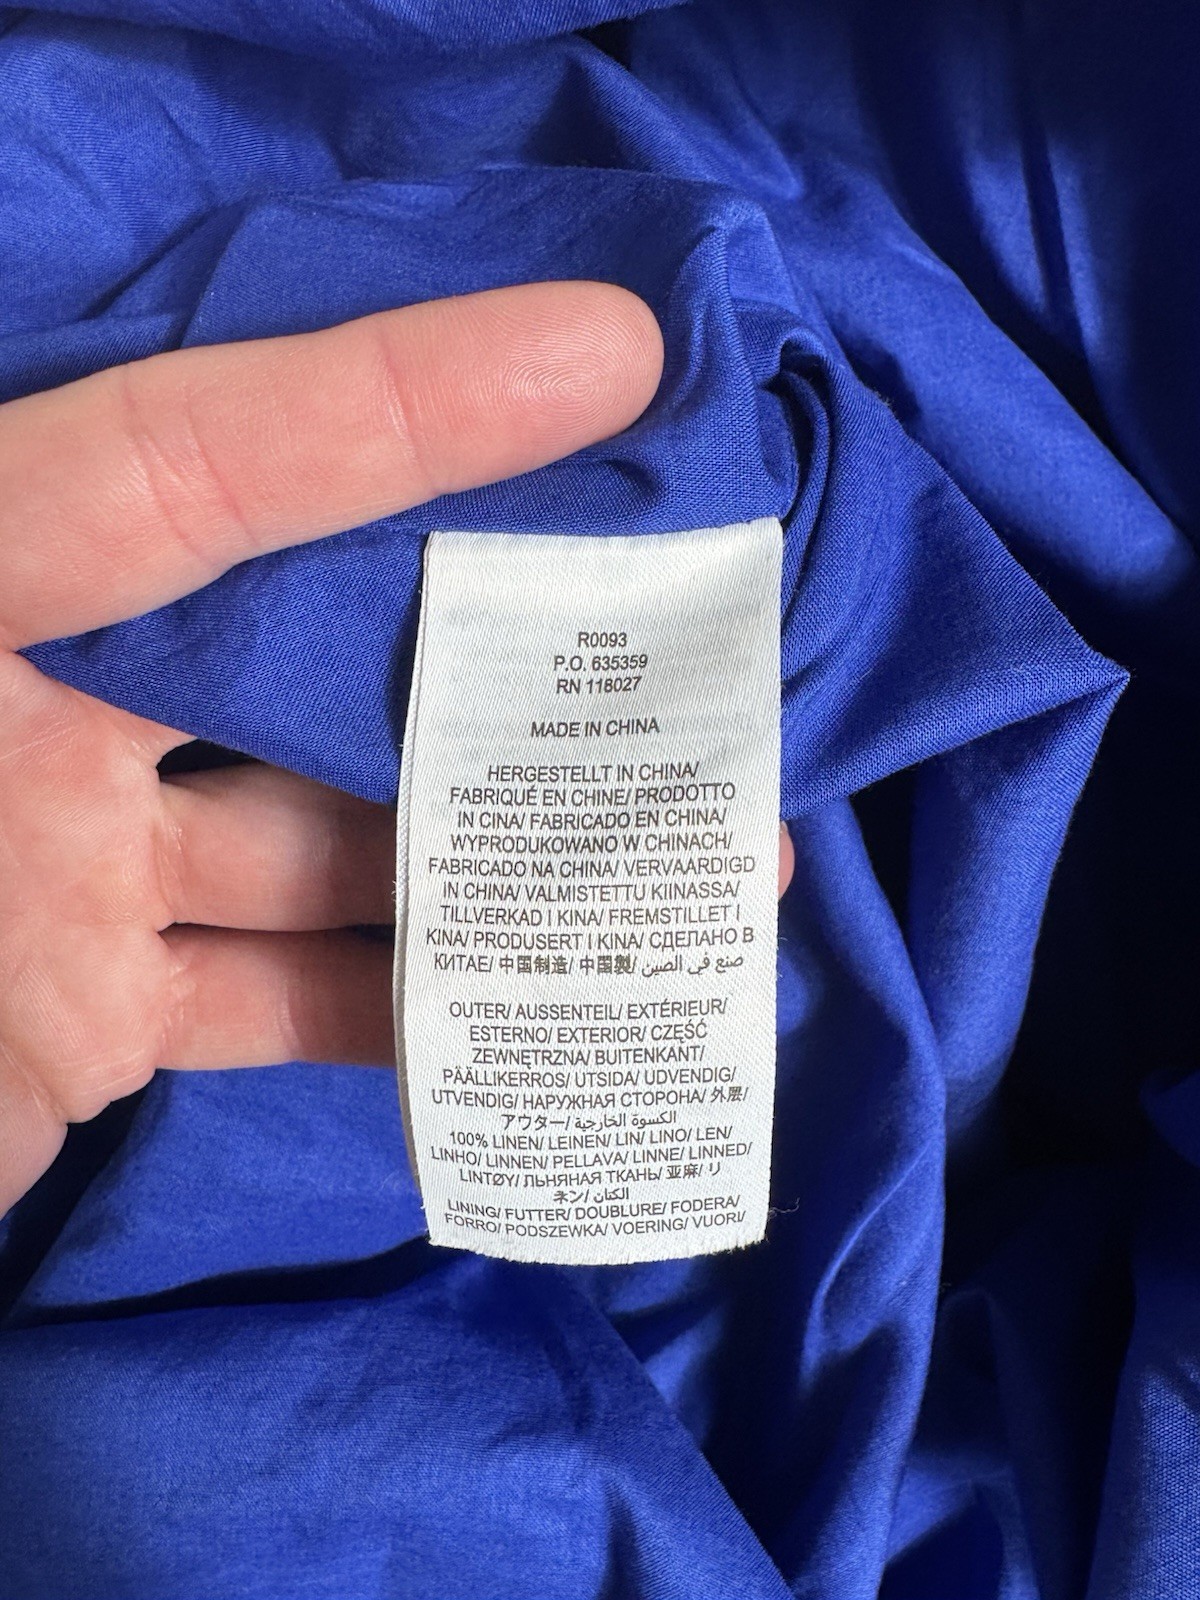 R0093
P.O. 635359
RN 118027
MADE IN CHINA
HERGESTELLT IN CHINA/
FABRIQUÉ EN CHINE/ PRODOTTO
IN CINA/ FABRICADO EN CHINA/
WYPRODUKOWANO W CHINACH/
FABRICADO NA CHINA/ VERVAARDIGD
IN CHINA/ VALMISTETTU KIINASSA/
TILLVERKAD I KINA/ FREMSTILLET I
KINA/ PRODUSERT I KINA/ СДЕЛАНО В
КИТАЕ/ 中国制造/ 中国製/ صنع في الصين
OUTER/ AUSSENTEIL/ EXTÉRIEUR/
ESTERNO/ EXTERIOR/ CZĘŚĆ
ZEWNĘTRZNA/ BUITENKANT/
PÄÄLLIKERROS/ UTSIDA/ UDVENDIG/
UTVENDIG/ НАРУЖНАЯ СТОРОНА/ 外层/
アウター/ الكسوة الخارجية
100% LINEN/ LEINEN/ LIN/ LINO/ LEN/
LINHO/ LINNEN/ PELLAVA/ LINNE/ LINNED/
LINTØY/ ЛЬНЯНАЯ ТКАНЬ/ 亚麻/ リ
ネン/ الكتان
LINING/ FUTTER/ DOUBLURE/ FODERA/
FORRO/ PODSZEWKA/ VOERING/ VUORI/